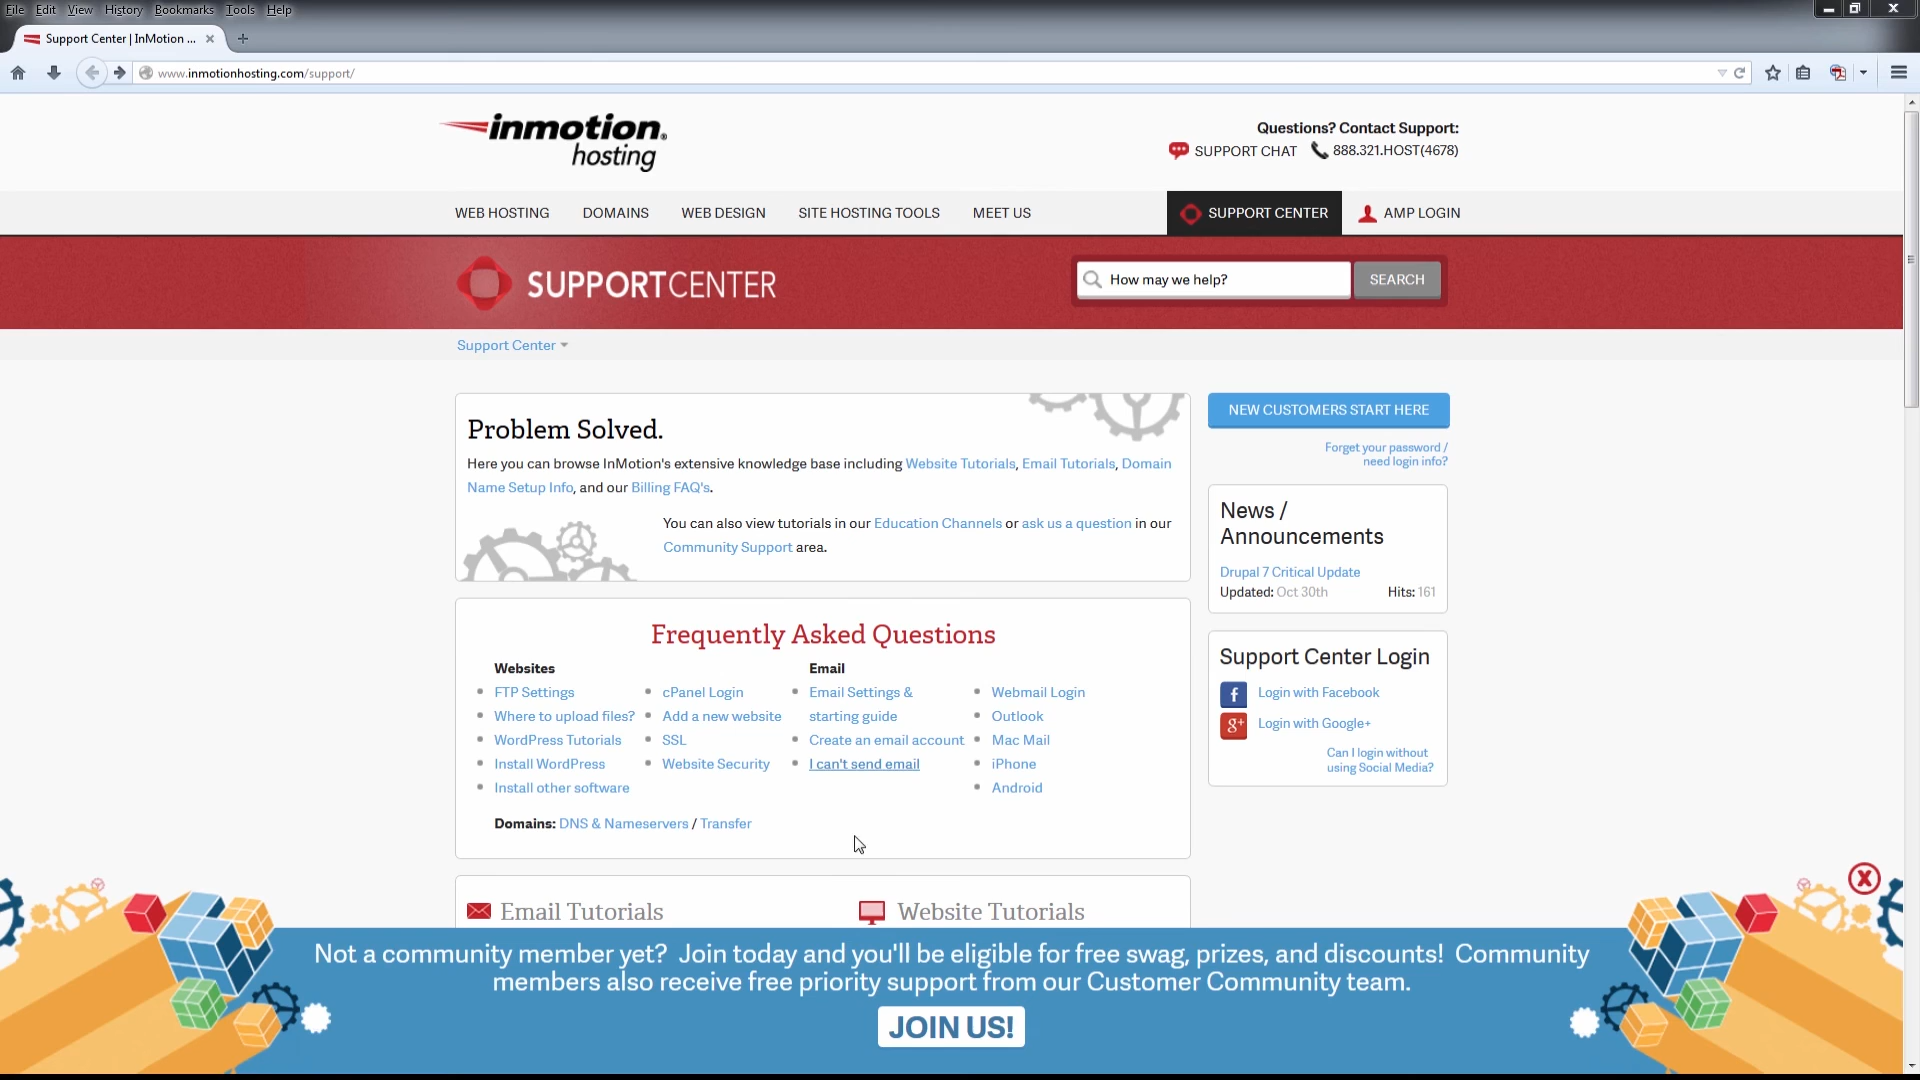 File Edit View History Bookmarks Tools Help
Support Center | InMotion ...
www.inmotionhosting.com/support/
inmotion®
hosting
Questions? Contact Support:
SUPPORT CHAT 888.321.HOST(4678)
WEB HOSTING DOMAINS WEB DESIGN SITE HOSTING TOOLS MEET US SUPPORT CENTER AMP LOGIN
SUPPORTCENTER
How may we help? SEARCH
Support Center
Problem Solved.
Here you can browse InMotion's extensive knowledge base including Website Tutorials, Email Tutorials, Domain
Name Setup Info, and our Billing FAQ's.
You can also view tutorials in our Education Channels or ask us a question in our
Community Support area.
NEW CUSTOMERS START HERE
Forget your password /
need login info?
News /
Announcements
Drupal 7 Critical Update
Updated: Oct 30th Hits: 161
Frequently Asked Questions
Websites
FTP Settings
Where to upload files?
WordPress Tutorials
Install WordPress
Install other software
cPanel Login
Add a new website
SSL
Website Security
Email
Email Settings &
starting guide
Create an email account
I can't send email
Webmail Login
Outlook
Mac Mail
iPhone
Android
Domains: DNS & Nameservers / Transfer
Support Center Login
f Login with Facebook
g+ Login with Google+
Can I login without
using Social Media?
Email Tutorials
Website Tutorials
Not a community member yet? Join today and you'll be eligible for free swag, prizes, and discounts! Community
members also receive free priority support from our Customer Community team.
JOIN US!